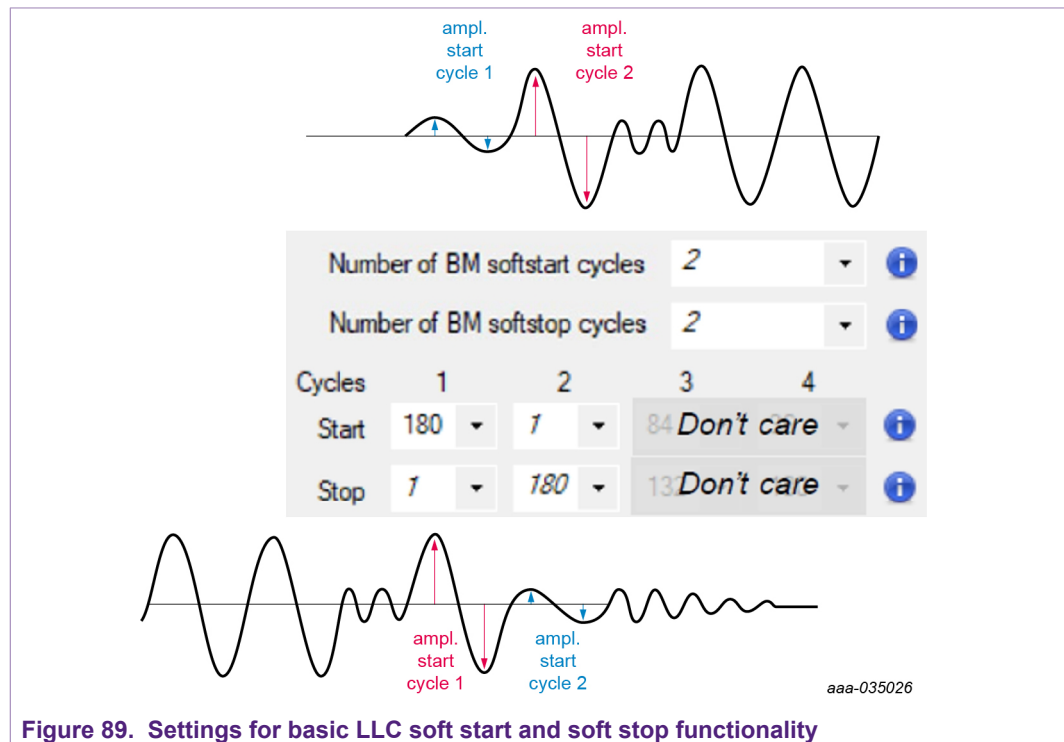 ampl.
start
cycle 1
ampl.
start
cycle 2
Number of BM softstart cycles 2
Number of BM softstop cycles 2
Cycles 1 2 3 4
Start 180 1 84 Don't care
Stop 1 180 132 Don't care
ampl.
start
cycle 1
ampl.
start
cycle 2
aaa-035026
Figure 89. Settings for basic LLC soft start and soft stop functionality